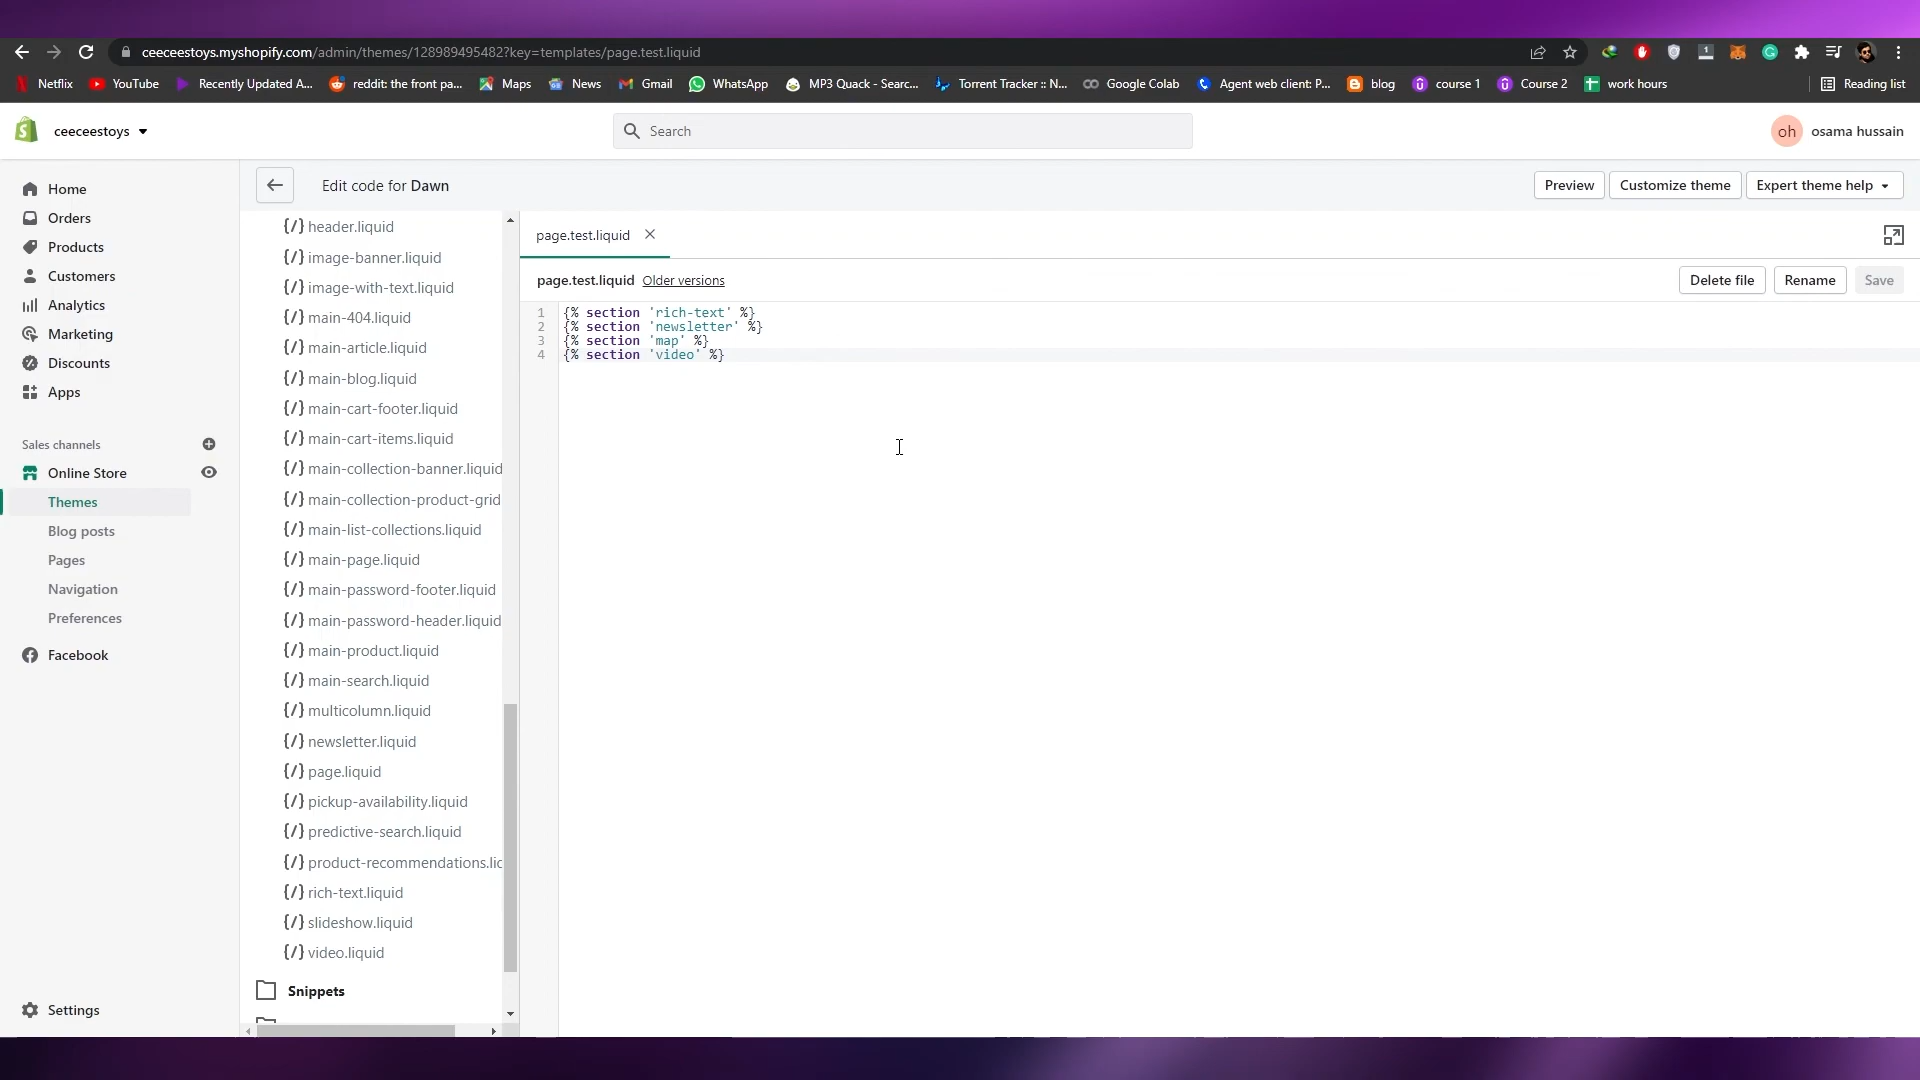 ceeceestoys.myshopify.com/admin/themes/128989495482?key=templates/page.test.liquid
Netflix
YouTube
Recently Updated A...
reddit: the front pa...
Maps
News
Gmail
WhatsApp
MP3 Quack - Searc...
Torrent Tracker :: N...
Google Colab
Agent web client: P...
blog
course 1
Course 2
work hours
Reading list
ceeceestoys
Search
oh
osama hussain
Home
Orders
Products
Customers
Analytics
Marketing
Discounts
Apps
Sales channels
Online Store
Themes
Blog posts
Pages
Navigation
Preferences
Facebook
Settings
Edit code for Dawn
Preview
Customize theme
Expert theme help
{/} header.liquid
{/} image-banner.liquid
{/} image-with-text.liquid
{/} main-404.liquid
{/} main-article.liquid
{/} main-blog.liquid
{/} main-cart-footer.liquid
{/} main-cart-items.liquid
{/} main-collection-banner.liquid
{/} main-collection-product-grid
{/} main-list-collections.liquid
{/} main-page.liquid
{/} main-password-footer.liquid
{/} main-password-header.liquid
{/} main-product.liquid
{/} main-search.liquid
{/} multicolumn.liquid
{/} newsletter.liquid
{/} page.liquid
{/} pickup-availability.liquid
{/} predictive-search.liquid
{/} product-recommendations.lic
{/} rich-text.liquid
{/} slideshow.liquid
{/} video.liquid
Snippets
page.test.liquid
page.test.liquid Older versions
Delete file
Rename
Save
1 {% section 'rich-text' %}
2 {% section 'newsletter' %}
3 {% section 'map' %}
4 {% section 'video' %}